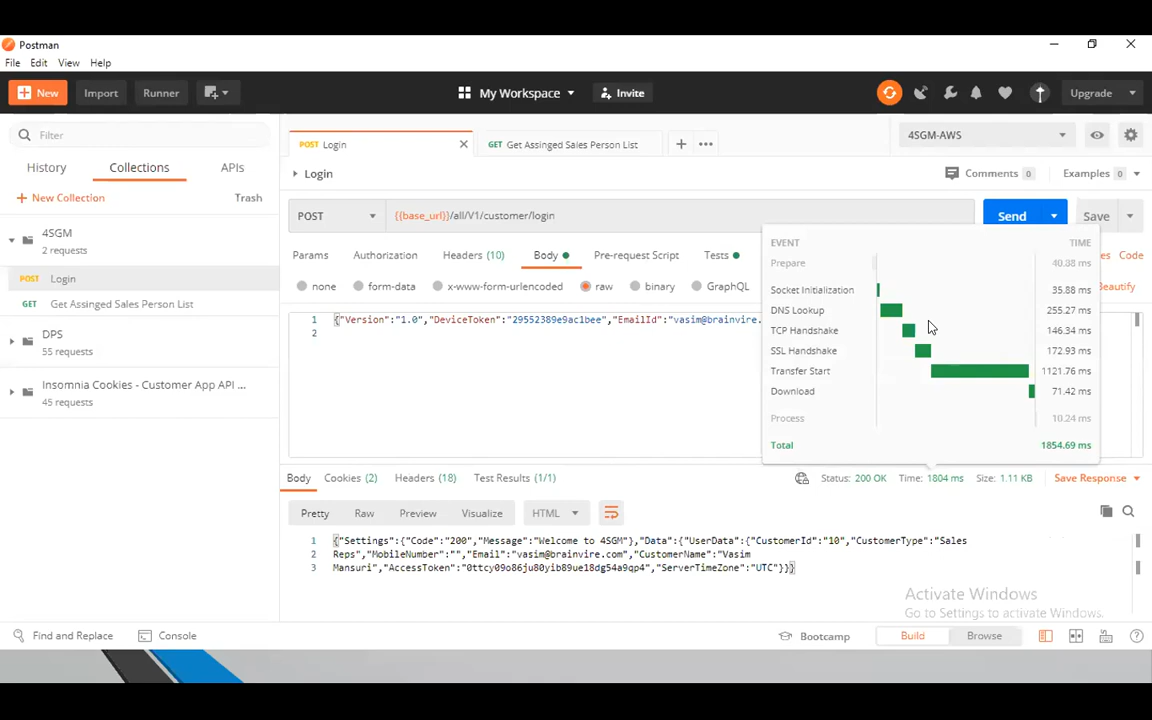 Postman
File Edit View Help
New Import Runner My Workspace Invite Upgrade
Filter
History Collections APIs
New Collection Trash
4SGM
2 requests
POST Login
GET Get Assinged Sales Person List
DPS
55 requests
Insomnia Cookies - Customer App API ...
45 requests
POST Login GET Get Assinged Sales Person List 4SGM-AWS
Login Comments 0 Examples 0
POST {{base_url}}/all/V1/customer/login Send Save
Params Authorization Headers (10) Body Pre-request Script Tests es Code
none form-data x-www-form-urlencoded raw binary GraphQL Beautify
1 {"Version":"1.0","DeviceToken":"29552389e9ac1bee","EmailId":"vasim@brainvire.
2
EVENT TIME
Prepare 40.38 ms
Socket Initialization 35.88 ms
DNS Lookup 255.27 ms
TCP Handshake 146.34 ms
SSL Handshake 172.93 ms
Transfer Start 1121.76 ms
Download 71.42 ms
Process 10.24 ms
Total 1854.69 ms
Body Cookies (2) Headers (18) Test Results (1/1) Status: 200 OK Time: 1804 ms Size: 1.11 KB Save Response
Pretty Raw Preview Visualize HTML
1 {"Settings":{"Code":"200","Message":"Welcome to 4SGM"},"Data":{"UserData":{"CustomerId":"10","CustomerType":"Sales
2 Reps","MobileNumber":"","Email":"vasim@brainvire.com","CustomerName":"Vasim
3 Mansuri","AccessToken":"0ttcy09o86ju80yib89ue18dg54a9qp4","ServerTimeZone":"UTC"}}}
Activate Windows
Go to Settings to activate Windows.
Find and Replace Console Bootcamp Build Browse